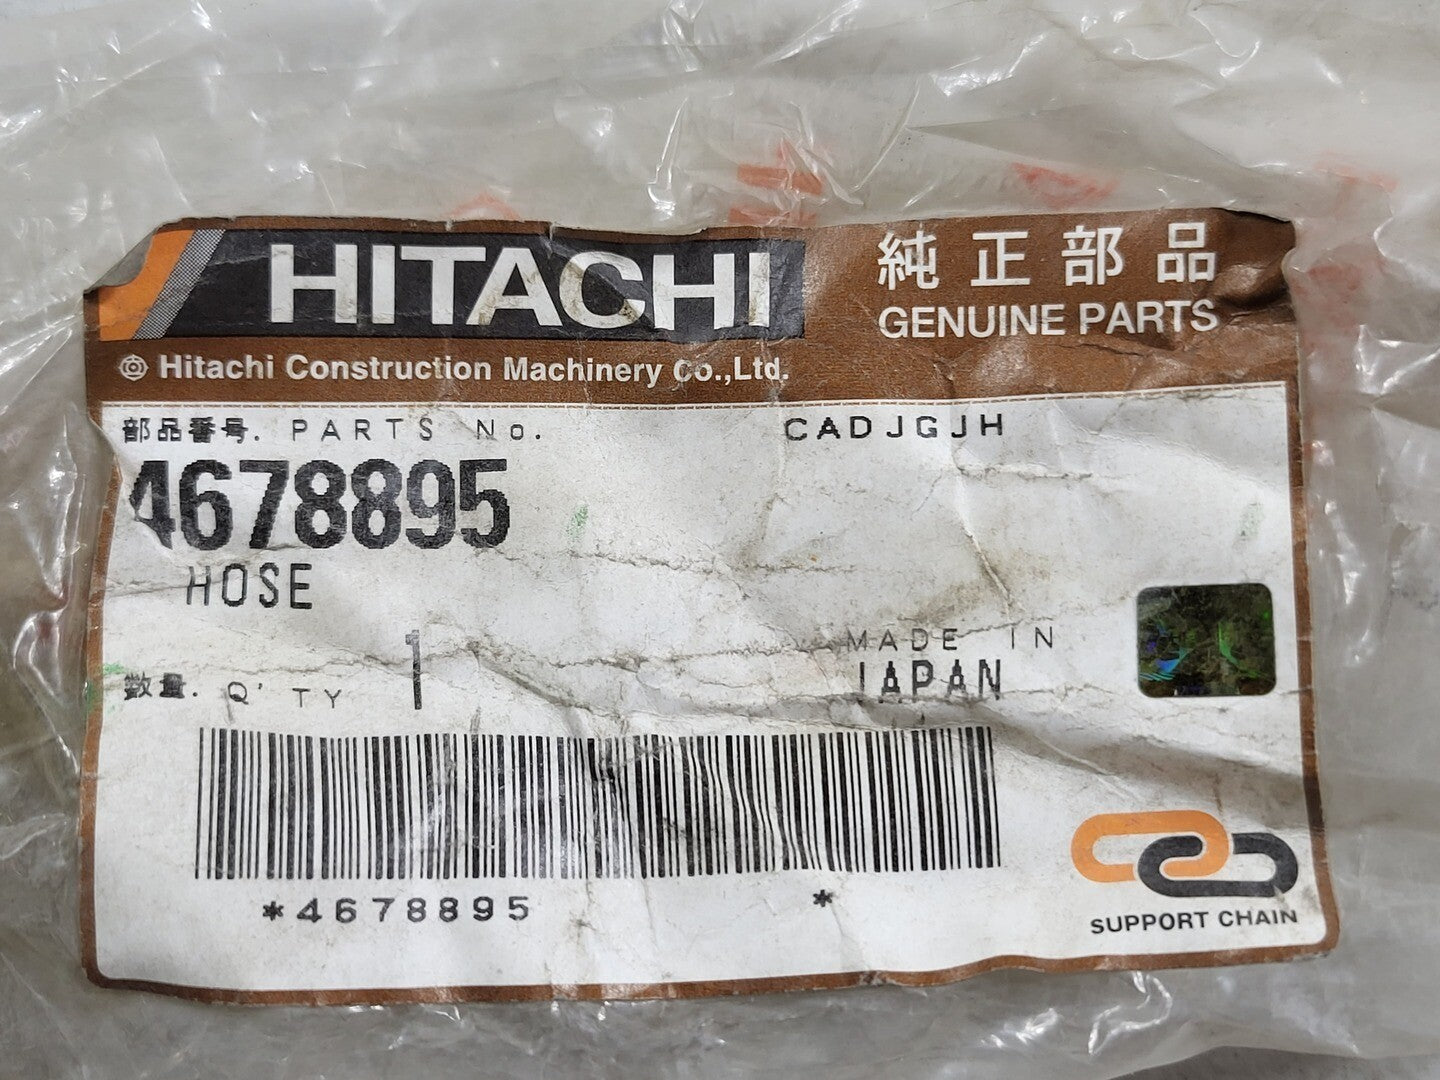 HITACHI
純正部品
GENUINE PARTS
Hitachi Construction Machinery Co.,Ltd.
部品番号. PARTS No.
CADJGJH
4678895
HOSE
数量. Q'TY 1
MADE IN
JAPAN
*4678895 *
SUPPORT CHAIN